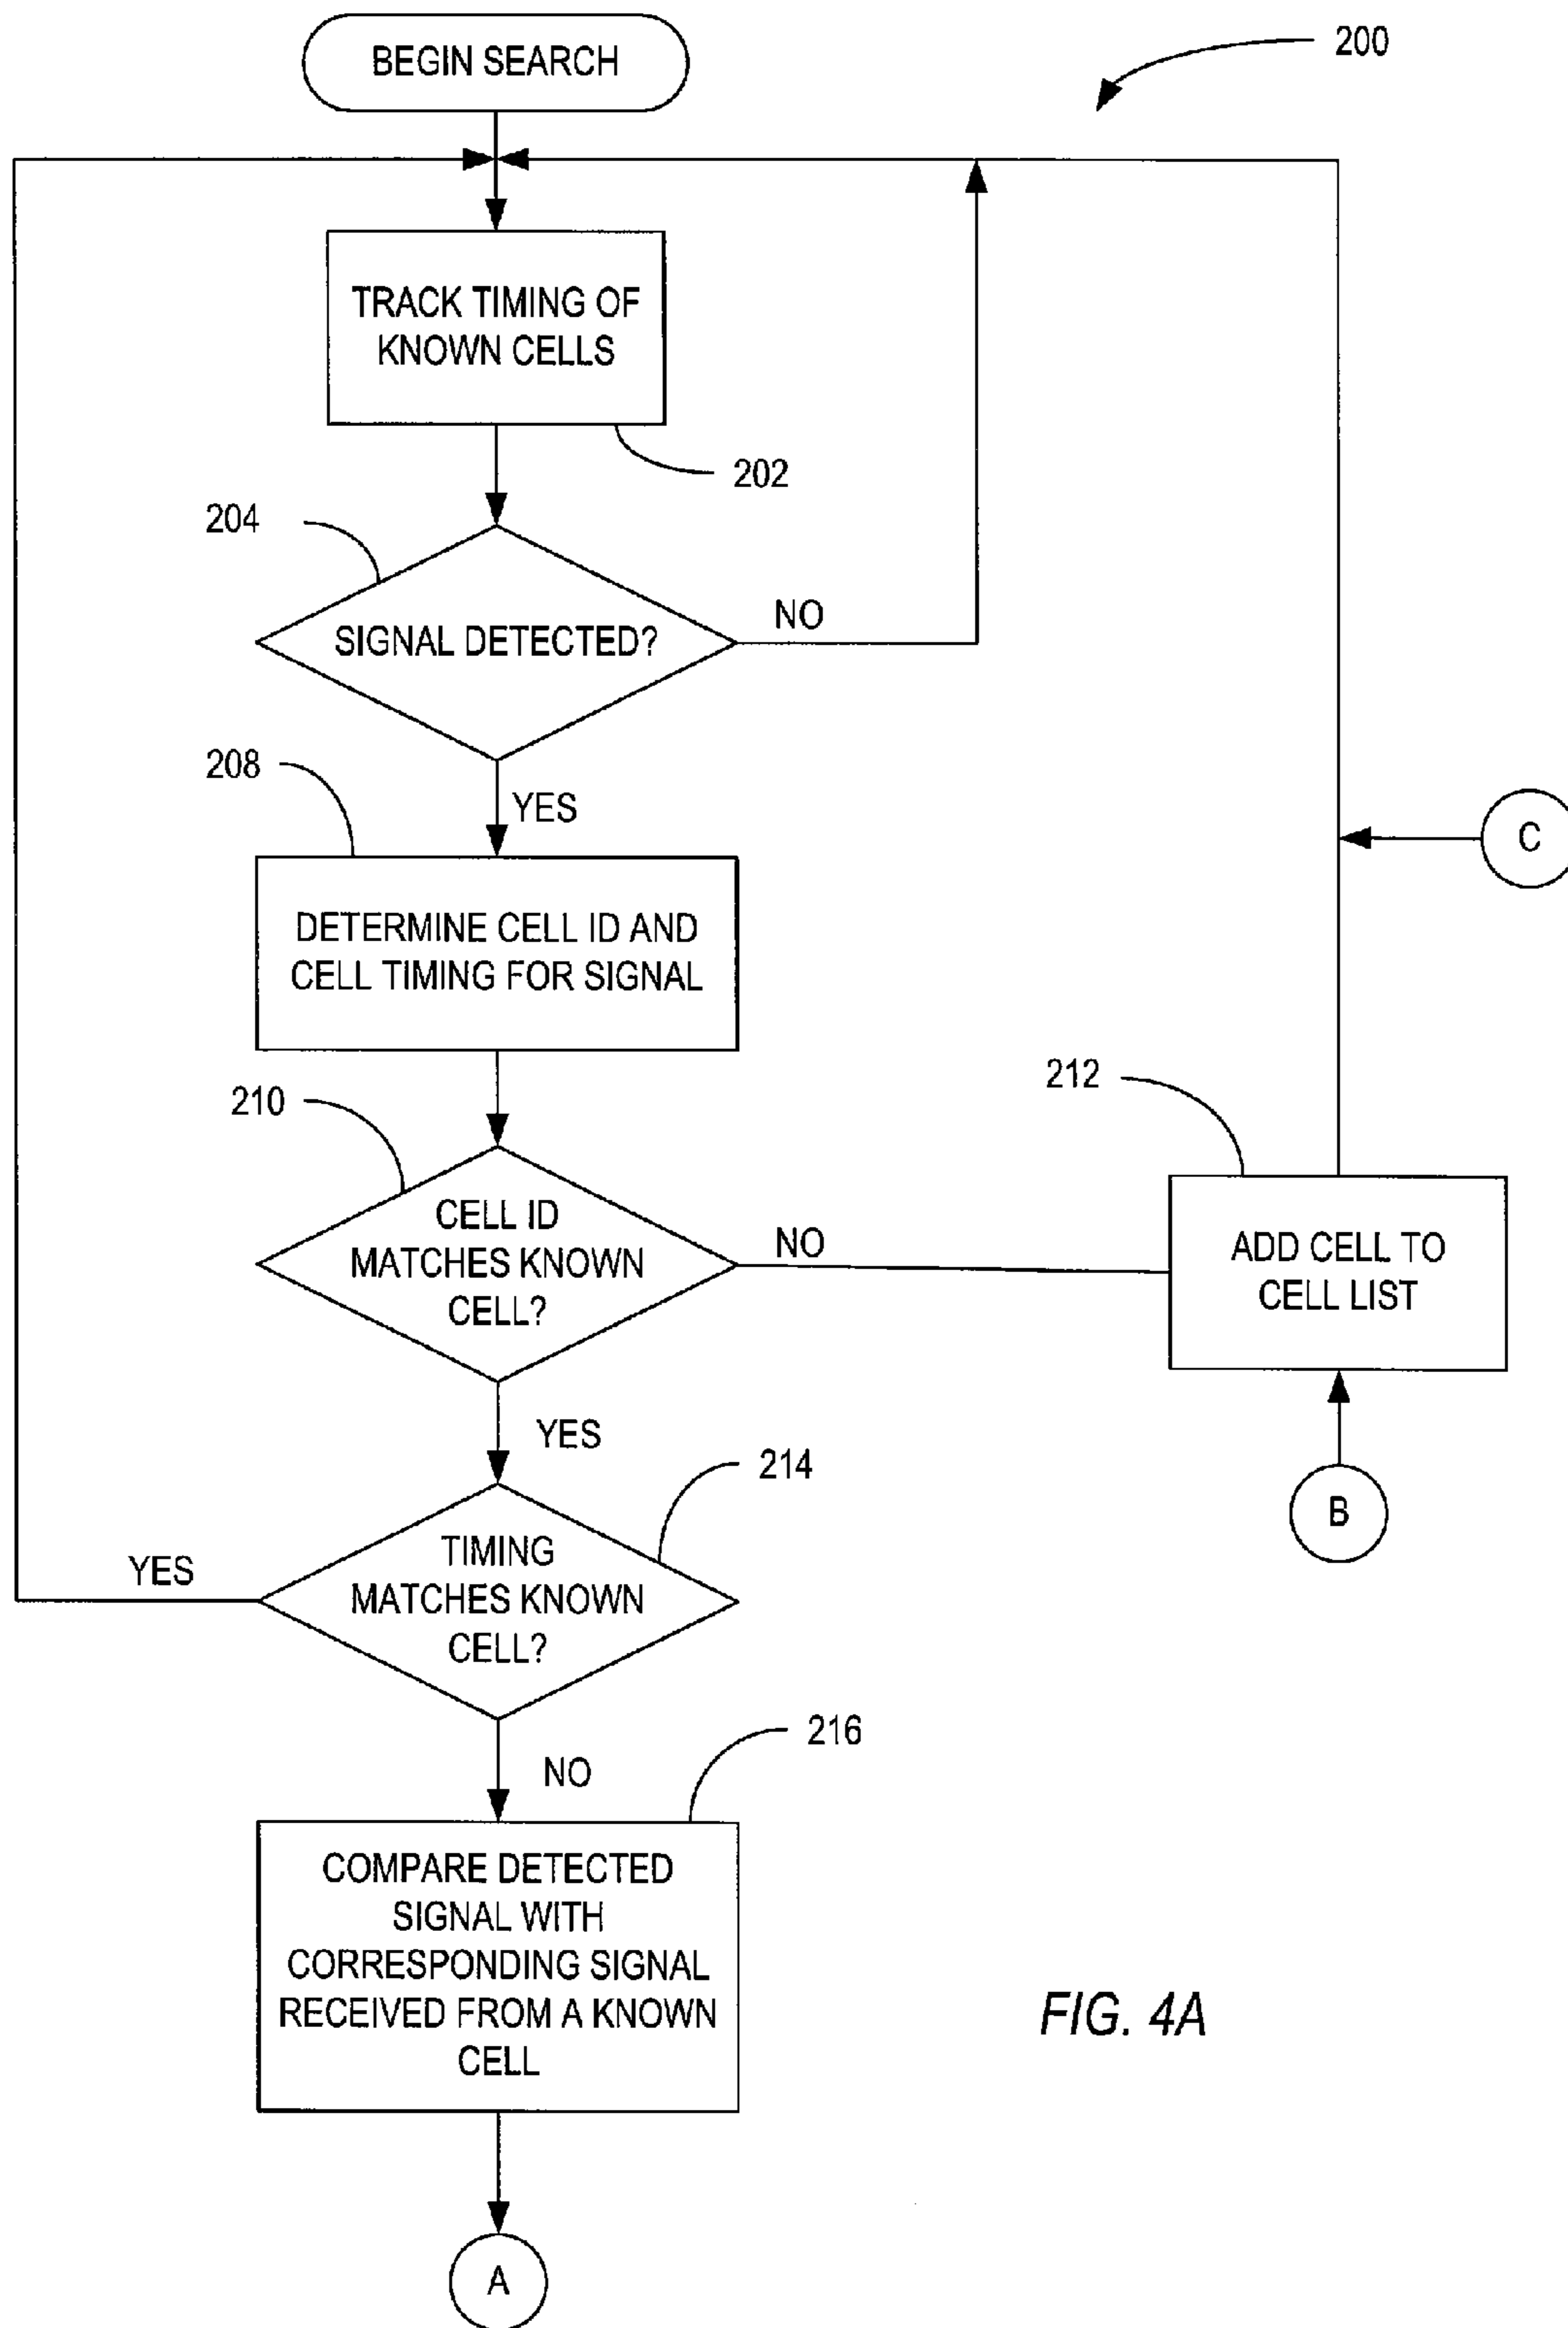 BEGIN SEARCH
200
TRACK TIMING OF
KNOWN CELLS
202
204
SIGNAL DETECTED?
NO
208
YES
C
DETERMINE CELL ID AND
CELL TIMING FOR SIGNAL
210
212
CELL ID
MATCHES KNOWN
CELL?
NO
ADD CELL TO
CELL LIST
YES
214
B
TIMING
MATCHES KNOWN
CELL?
YES
216
NO
COMPARE DETECTED
SIGNAL WITH
CORRESPONDING SIGNAL
RECEIVED FROM A KNOWN
CELL
FIG. 4A
A